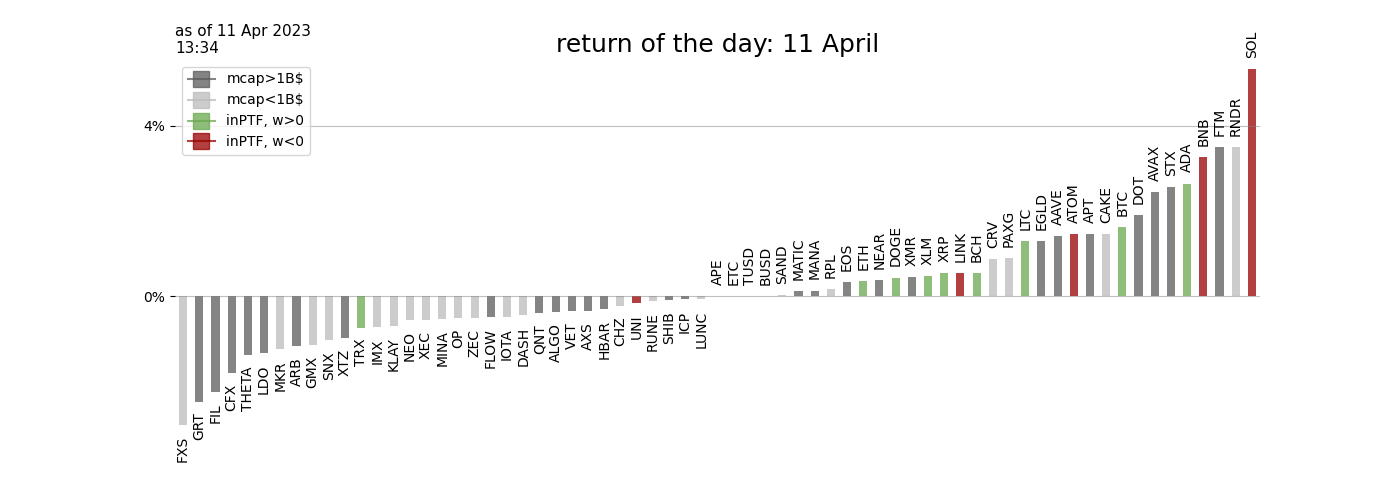 as of 11 Apr 2023
13:34
return of the day: 11 April
mcap>1B$
mcap<1B$
inPTF, w>0
inPTF, w<0
4%
0%
FXS
GRT
FIL
CFX
THETA
LDO
MKR
ARB
GMX
SNX
XTZ
TRX
IMX
KLAY
NEO
XEC
MINA
OP
ZEC
FLOW
IOTA
DASH
QNT
ALGO
VET
AXS
HBAR
CHZ
UNI
RUNE
SHIB
ICP
LUNC
APE
ETC
TUSD
BUSD
SAND
MATIC
MANA
RPL
EOS
ETH
NEAR
DOGE
XMR
XLM
XRP
LINK
BCH
CRV
PAXG
LTC
EGLD
AAVE
ATOM
APT
CAKE
BTC
DOT
AVAX
STX
ADA
BNB
FTM
RNDR
SOL